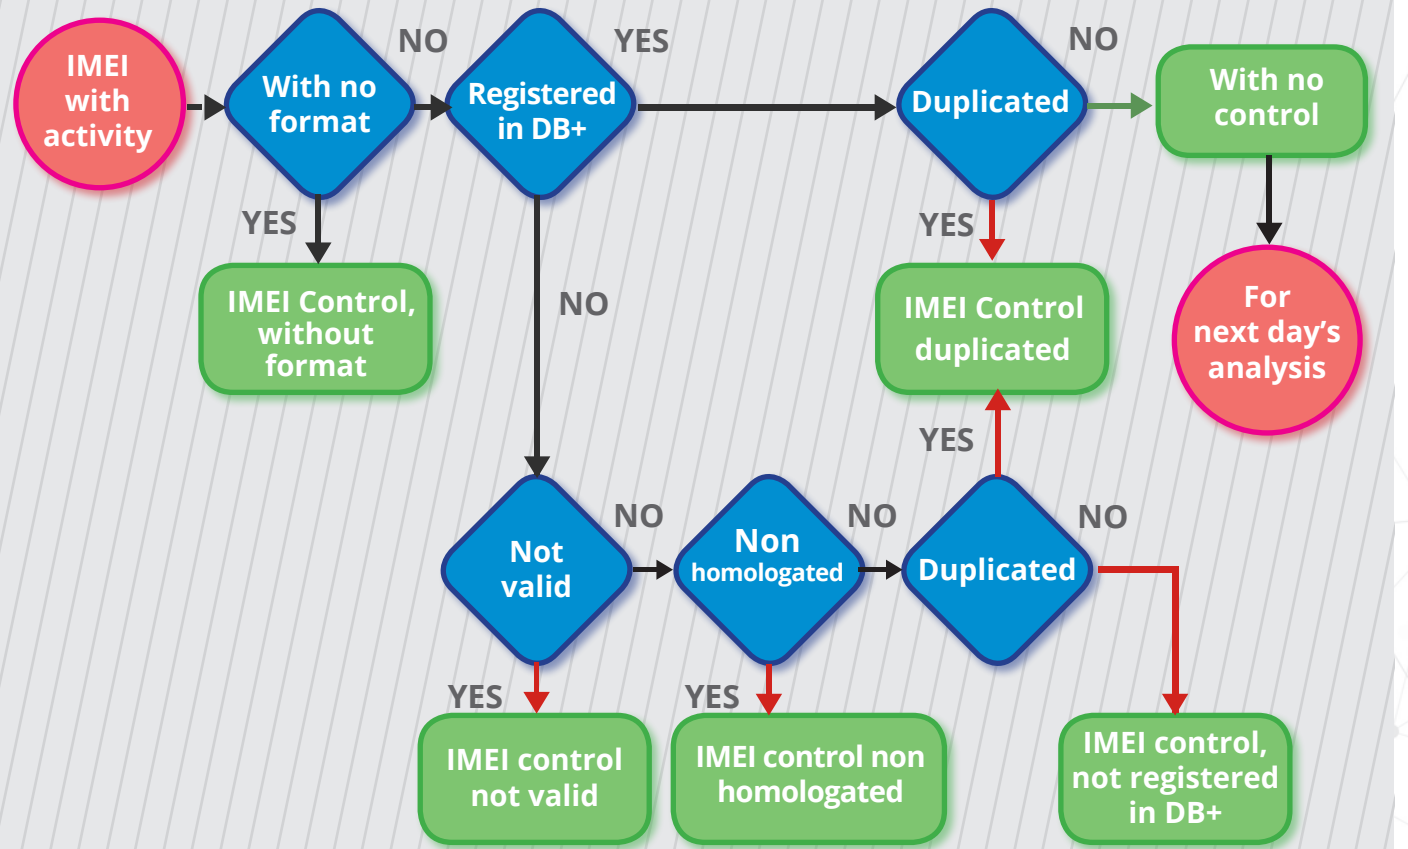 IMEI
with
activity
With no
format
NO
Registered
in DB+
YES
Duplicated
NO
With no
control
YES
IMEI Control,
without
format
NO
YES
IMEI Control
duplicated
For
next day's
analysis
YES
Not
valid
NO
Non
homologated
NO
Duplicated
NO
YES
IMEI control
not valid
YES
IMEI control non
homologated
IMEI control,
not registered
in DB+